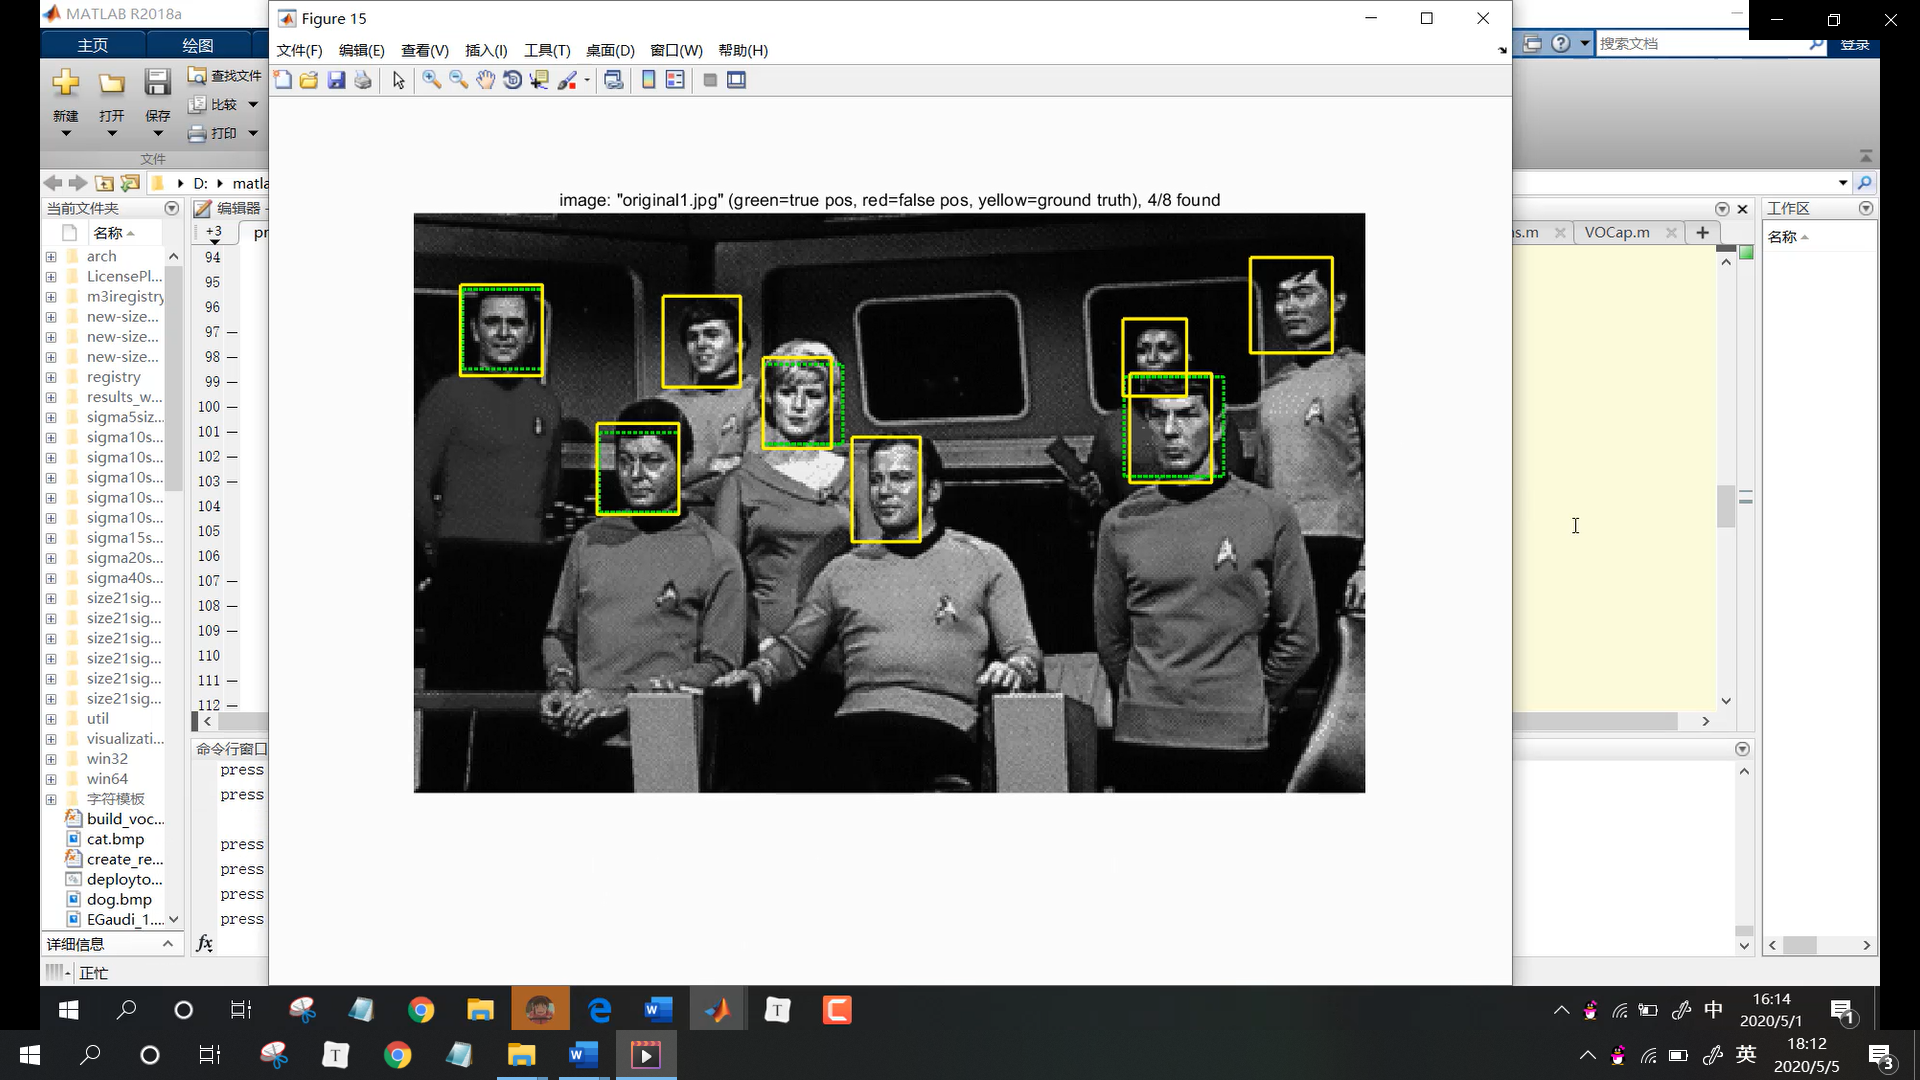 MATLAB R2018a
Figure 15
主页
绘图
文件(F) 编辑(E) 查看(V) 插入(I) 工具(T) 桌面(D) 窗口(W) 帮助(H)
搜索文档
登录
新建
打开
保存
查找文件
比较
打印
文件
D:
matla
当前文件夹
编辑器
工作区
名称
+3
pr
ns.m
VOCap.m
名称
image: "original1.jpg" (green=true pos, red=false pos, yellow=ground truth), 4/8 found
arch
LicensePl...
m3iregistry
new-size...
new-size...
new-size...
registry
results_w...
sigma5siz...
sigma10s...
sigma10s...
sigma10s...
sigma10s...
sigma10s...
sigma15s...
sigma20s...
sigma40s...
size21sig...
size21sig...
size21sig...
size21sig...
size21sig...
size21sig...
util
visualizati...
win32
win64
字符模板
build_voc...
cat.bmp
create_re...
deployto...
dog.bmp
EGaudi_1....
94
95
96
97
98
99
100
101
102
103
104
105
106
107
108
109
110
111
112
命令行窗口
press
press
press
press
press
press
fx
详细信息
正忙
中
16:14
2020/5/1
1
英
18:12
2020/5/5
3